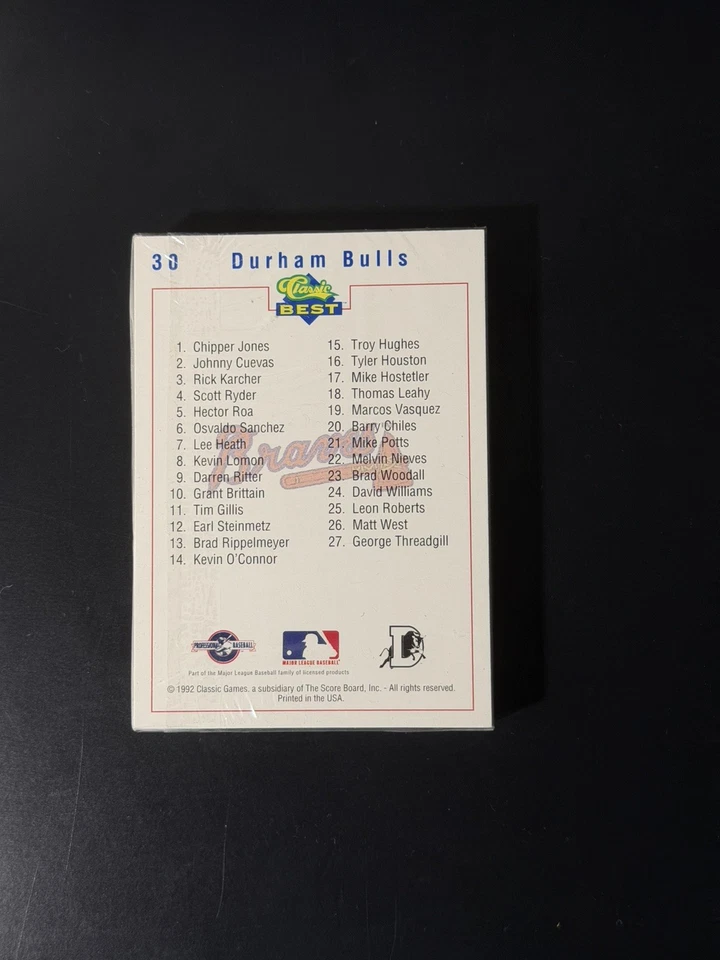 30 Durham Bulls
Classic
BEST
1. Chipper Jones
2. Johnny Cuevas
3. Rick Karcher
4. Scott Ryder
5. Hector Roa
6. Osvaldo Sanchez
7. Lee Heath
8. Kevin Lomon
9. Darren Ritter
10. Grant Brittain
11. Tim Gillis
12. Earl Steinmetz
13. Brad Rippelmeyer
14. Kevin O'Connor
15. Troy Hughes
16. Tyler Houston
17. Mike Hostetler
18. Thomas Leahy
19. Marcos Vasquez
20. Barry Chiles
21. Mike Potts
22. Melvin Nieves
23. Brad Woodall
24. David Williams
25. Leon Roberts
26. Matt West
27. George Threadgill
Braves
PROFESSIONAL BASEBALL
MAJOR LEAGUE BASEBALL
D
Part of the Major League Baseball family of licensed products
© 1992 Classic Games. a subsidiary of The Score Board, Inc. - All rights reserved.
Printed in the USA.